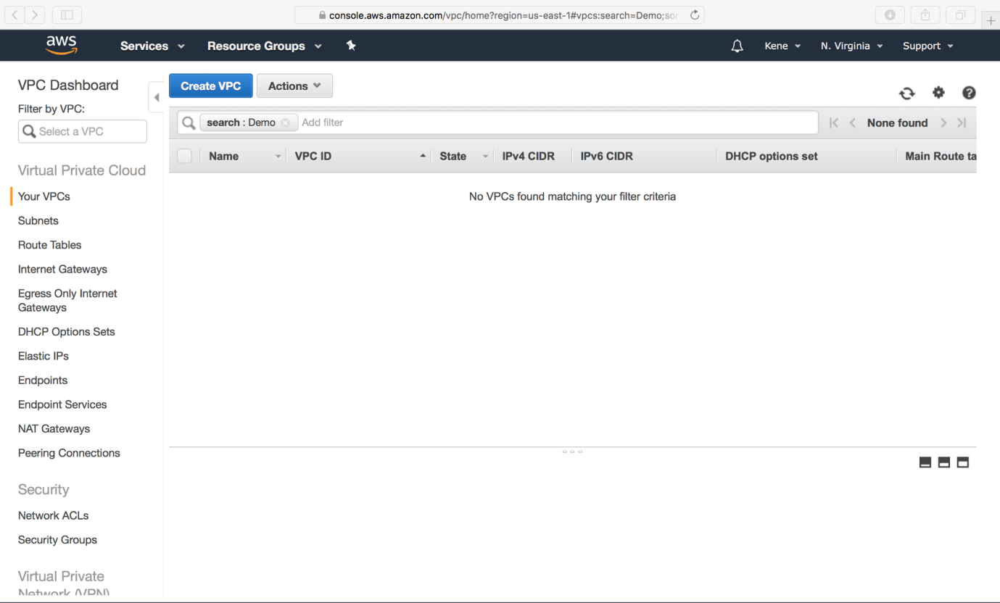 console.aws.amazon.com/vpc/home?region=us-east-1#vpcs:search=Demo;sor
aws Services Resource Groups Kene N. Virginia Support
VPC Dashboard
Filter by VPC:
Select a VPC
Virtual Private Cloud
Your VPCs
Subnets
Route Tables
Internet Gateways
Egress Only Internet
Gateways
DHCP Options Sets
Elastic IPs
Endpoints
Endpoint Services
NAT Gateways
Peering Connections
Security
Network ACLs
Security Groups
Virtual Private
Network (VPN)
Create VPC Actions
search : Demo Add filter None found
Name VPC ID State IPv4 CIDR IPv6 CIDR DHCP options set Main Route ta
No VPCs found matching your filter criteria